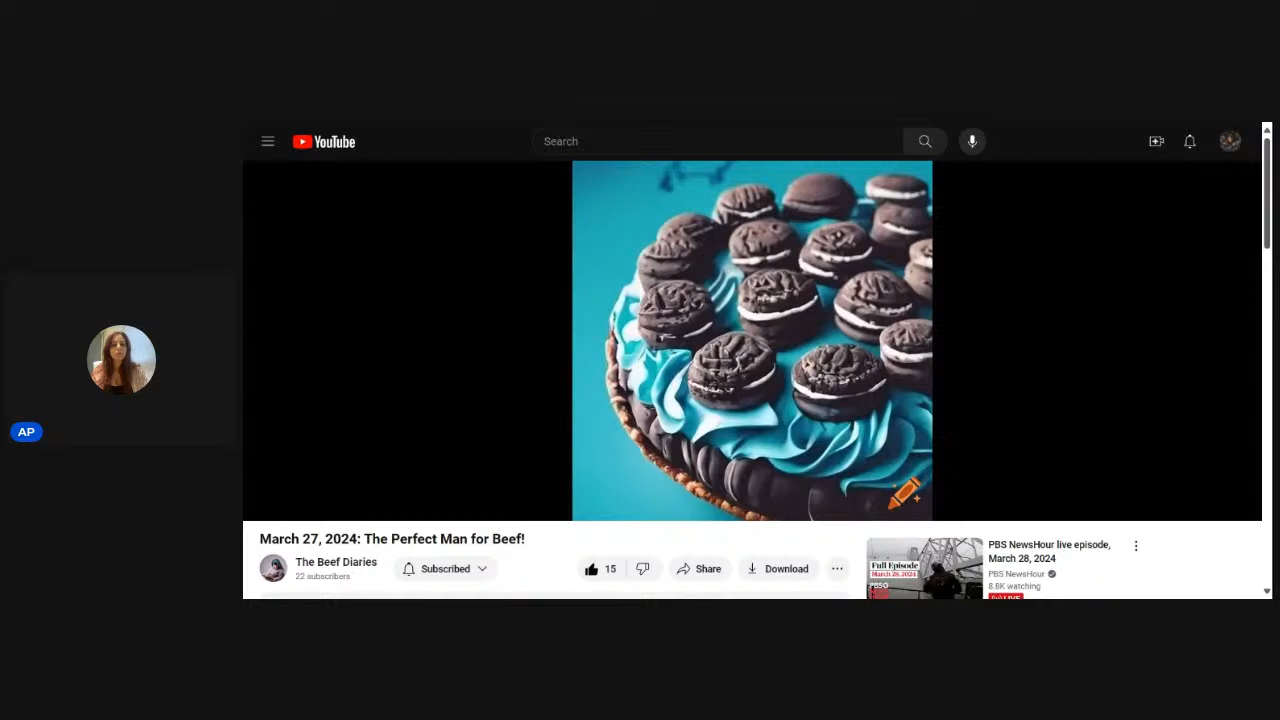 YouTube
Search
AP
March 27, 2024: The Perfect Man for Beef!
The Beef Diaries
22 subscribers
Subscribed
15
Share
Download
Full Episode
March 28, 2024
PBS NewsHour live episode,
March 28, 2024
PBS NewsHour
8.8K watching
LIVE